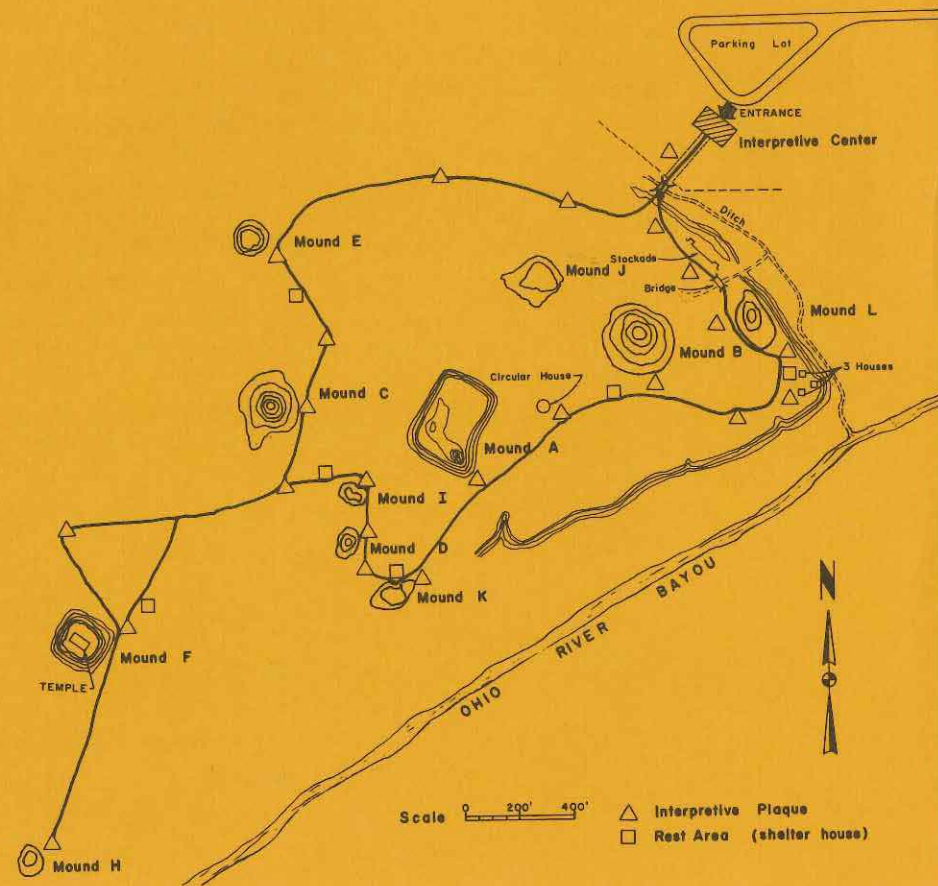 Parking Lot
ENTRANCE
Interpretive Center
Ditch
Mound E
Stockade
Mound J
Bridge
Mound L
Mound B
3 Houses
Circular House
Mound C
Mound A
Mound I
Mound D
Mound K
Mound F
TEMPLE
OHIO RIVER BAYOU
N
Scale 0 200' 400'
Interpretive Plaque
Rest Area (shelter house)
Mound H